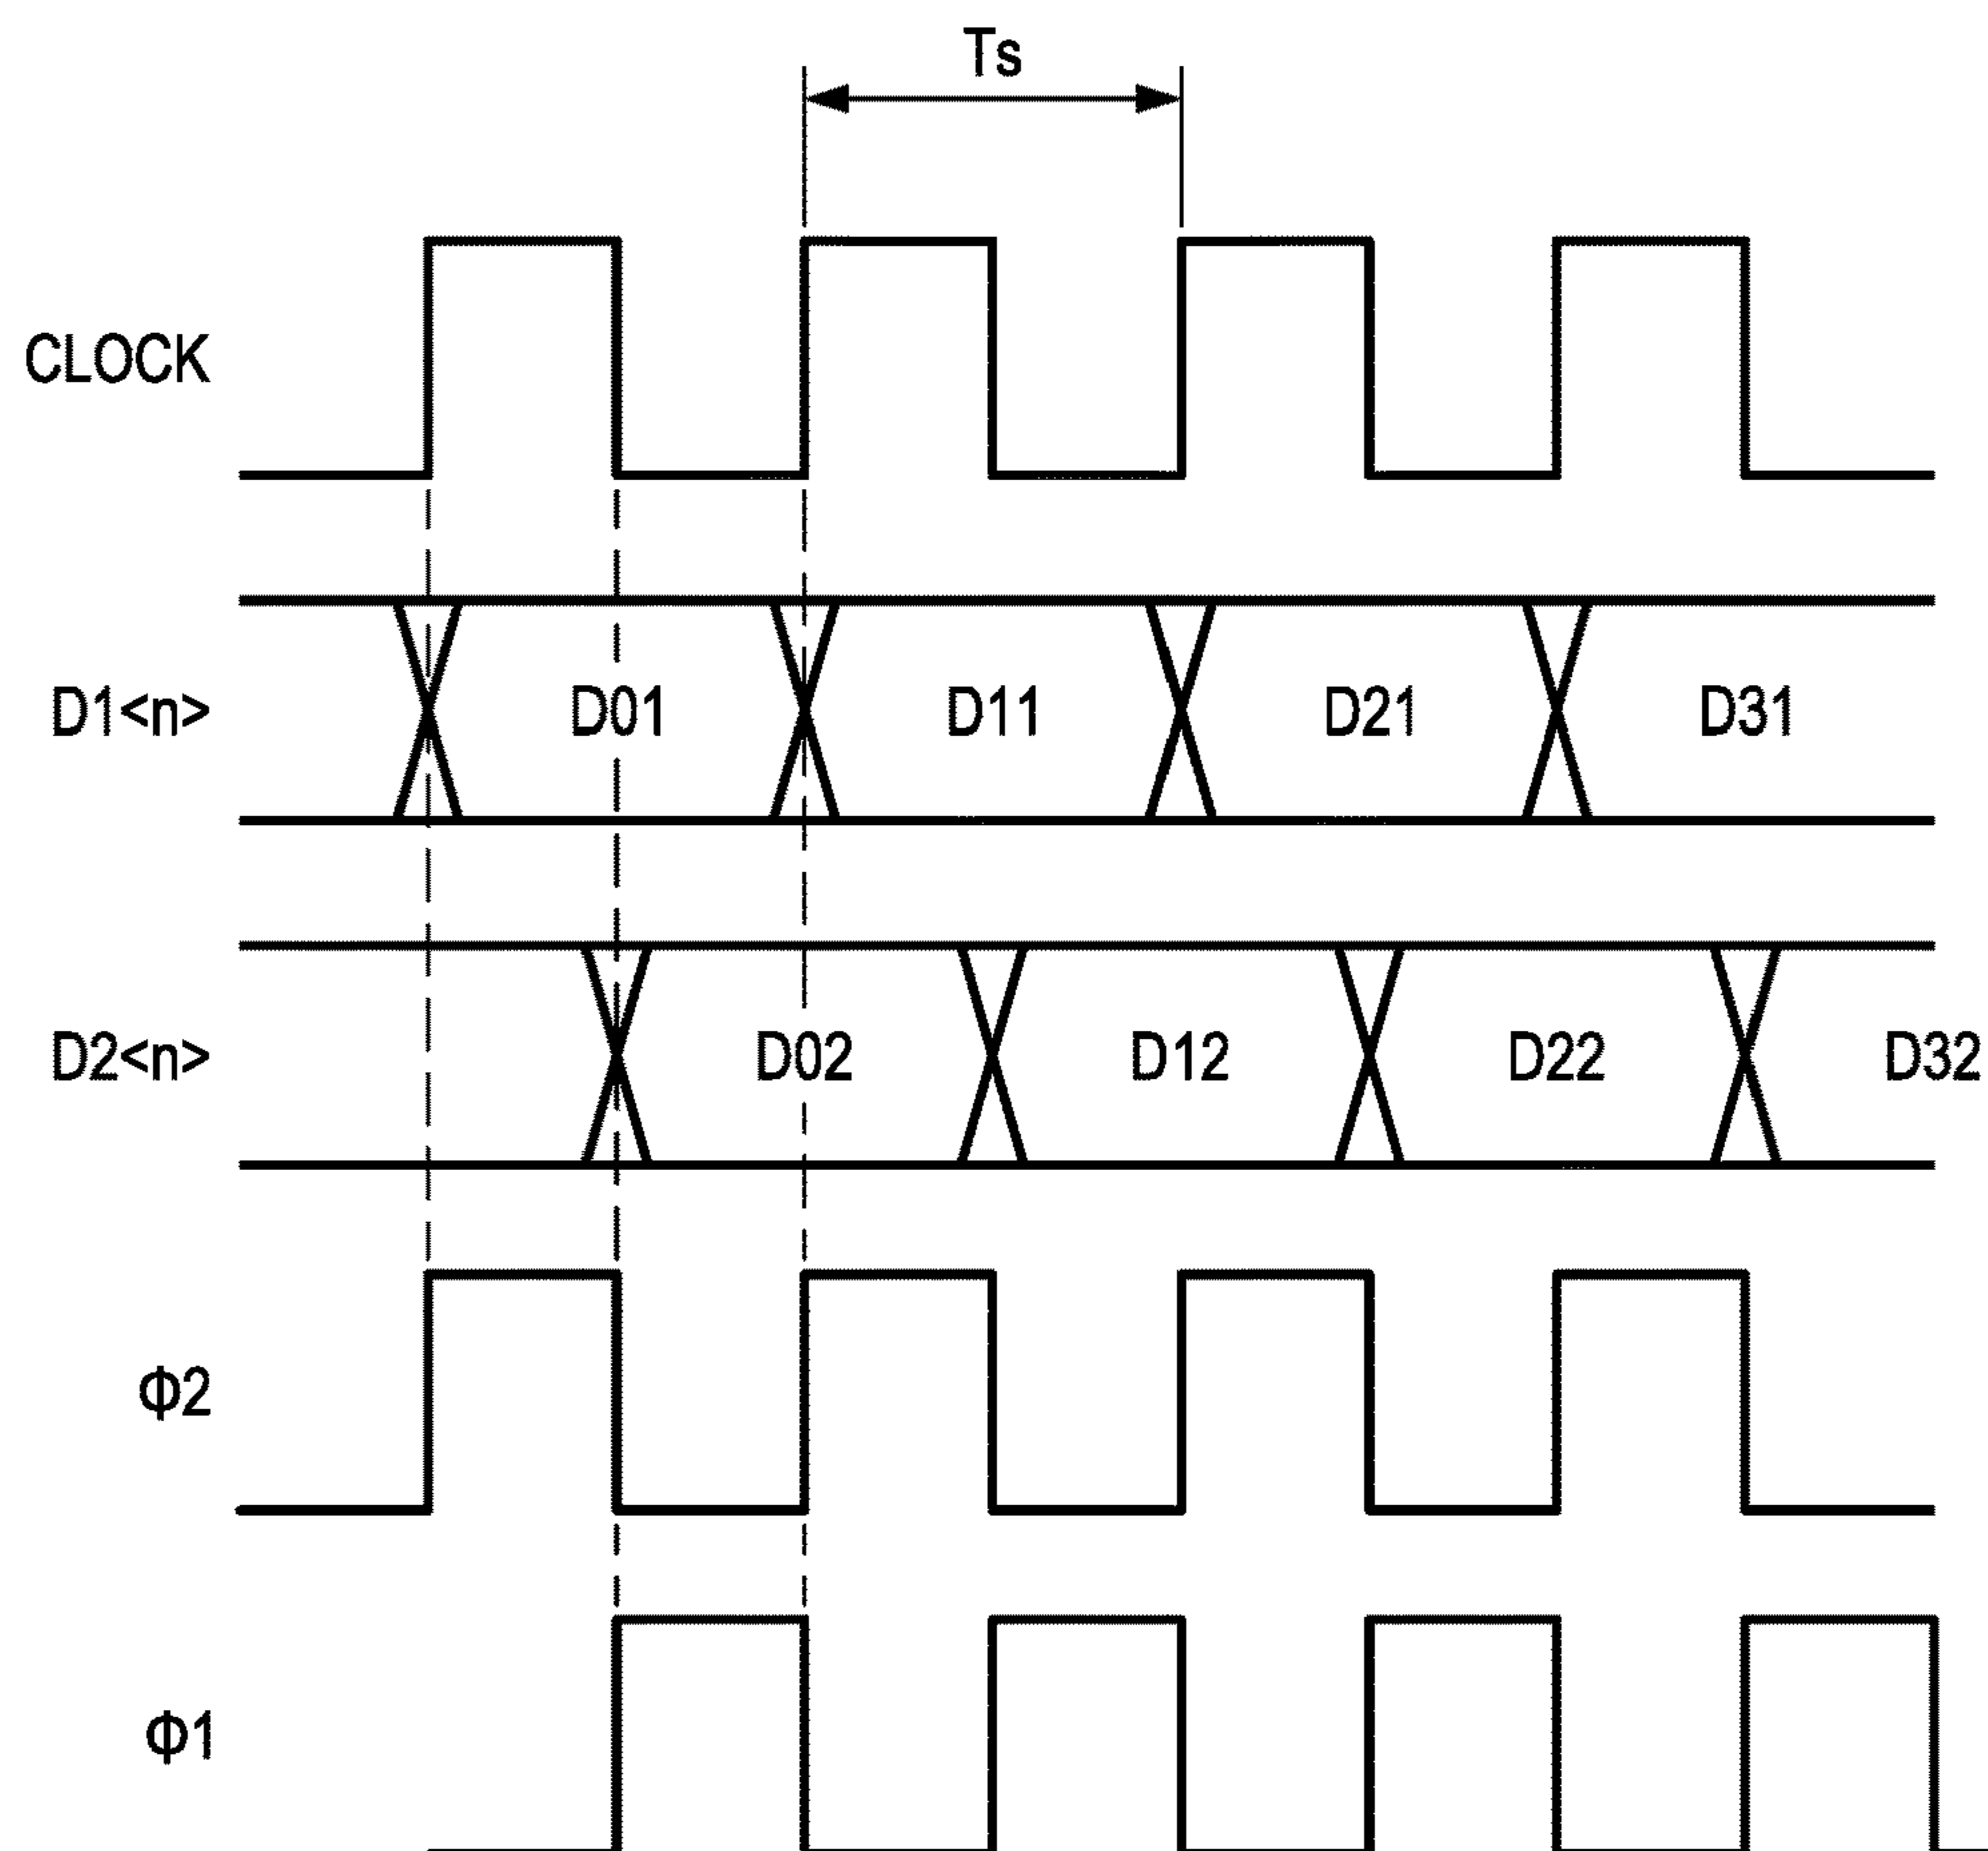 Ts
CLOCK
D1<n> D01 D11 D21 D31
D2<n> D02 D12 D22 D32
Φ2
Φ1